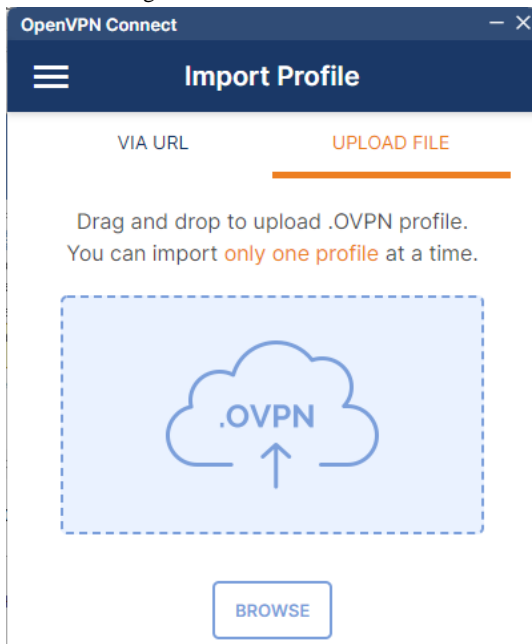 OpenVPN Connect
Import Profile
VIA URL
UPLOAD FILE
Drag and drop to upload .OVPN profile.
You can import only one profile at a time.
.OVPN
BROWSE